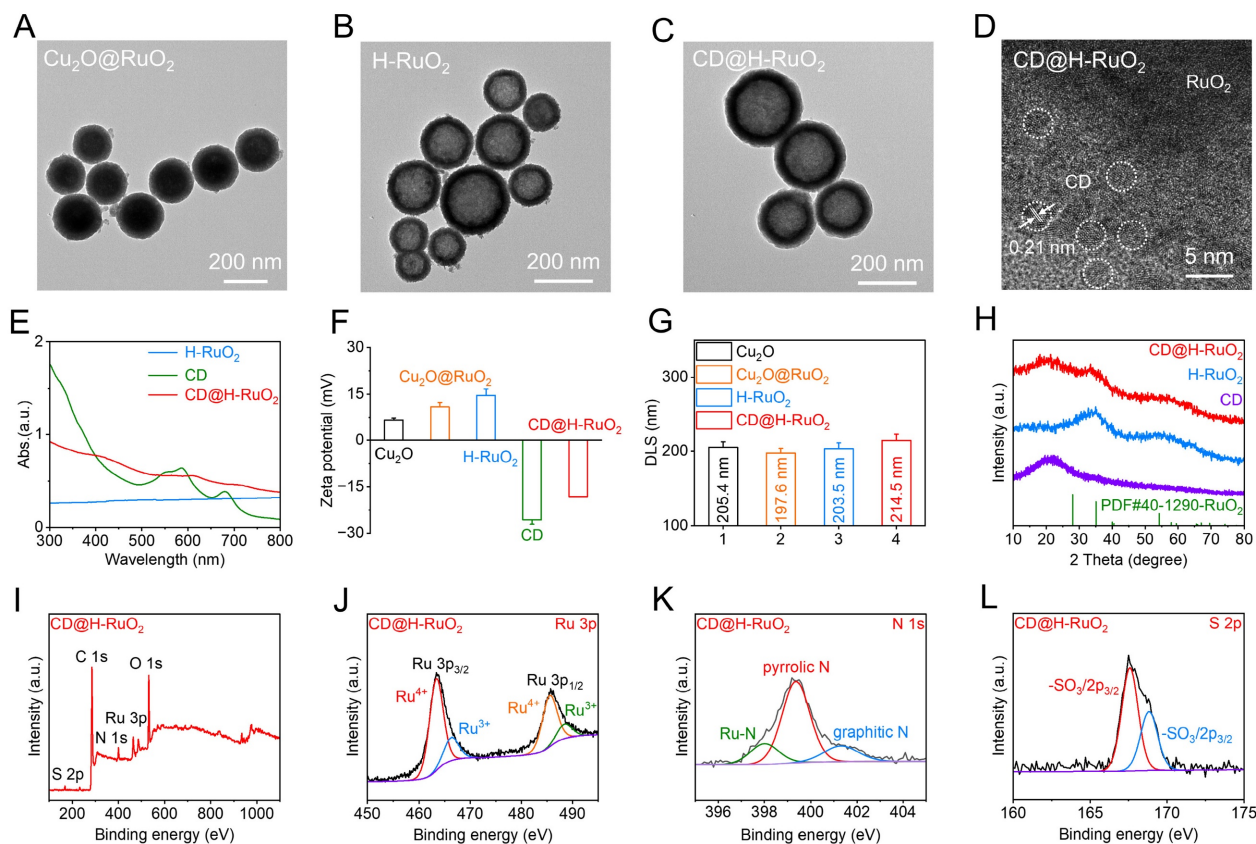 A
Cu₂O@RuO₂
200 nm
B
H-RuO₂
200 nm
C
CD@H-RuO₂
200 nm
D
CD@H-RuO₂
RuO₂
CD
0.21 nm
5 nm
E
H-RuO₂
CD
CD@H-RuO₂
2
1
0
Abs.(a.u.)
300 400 500 600 700 800
Wavelength (nm)
F
30
15
0
−15
−30
Zeta potential (mV)
Cu₂O@RuO₂
CD@H-RuO₂
Cu₂O
H-RuO₂
CD
G
Cu₂O
Cu₂O@RuO₂
H-RuO₂
CD@H-RuO₂
300
200
100
DLS (nm)
205.4 nm
197.6 nm
203.5 nm
214.5 nm
1 2 3 4
H
CD@H-RuO₂
H-RuO₂
CD
PDF#40-1290-RuO₂
Intensity (a.u.)
10 20 30 40 50 60 70 80
2 Theta (degree)
I
CD@H-RuO₂
C 1s
O 1s
Ru 3p
N 1s
S 2p
Intensity (a.u.)
200 400 600 800 1000
Binding energy (eV)
J
CD@H-RuO₂ Ru 3p
Ru 3p₃/₂
Ru 3p₁/₂
Ru⁴⁺
Ru³⁺
Ru⁴⁺
Ru³⁺
Intensity (a.u.)
450 460 470 480 490
Binding energy (eV)
K
CD@H-RuO₂ N 1s
pyrrolic N
Ru-N
graphitic N
Intensity (a.u.)
396 398 400 402 404
Binding energy (eV)
L
CD@H-RuO₂ S 2p
-SO₃/2p₃/₂
-SO₃/2p₃/₂
Intensity (a.u.)
160 165 170 175
Binding energy (eV)